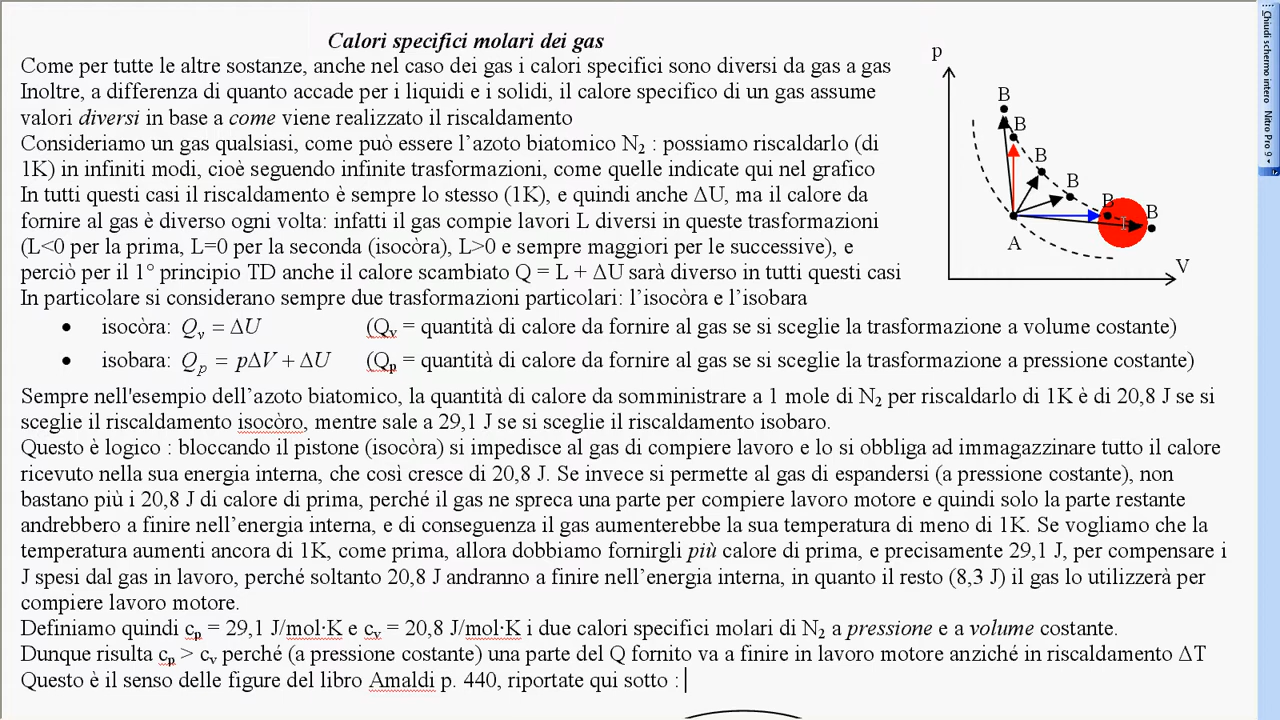 Calori specifici molari dei gas
Come per tutte le altre sostanze, anche nel caso dei gas i calori specifici sono diversi da gas a gas
Inoltre, a differenza di quanto accade per i liquidi e i solidi, il calore specifico di un gas assume
valori diversi in base a come viene realizzato il riscaldamento
Consideriamo un gas qualsiasi, come può essere l’azoto biatomico N₂ : possiamo riscaldarlo (di
1K) in infiniti modi, cioè seguendo infinite trasformazioni, come quelle indicate qui nel grafico
In tutti questi casi il riscaldamento è sempre lo stesso (1K), e quindi anche ΔU, ma il calore da
fornire al gas è diverso ogni volta: infatti il gas compie lavori L diversi in queste trasformazioni
(L<0 per la prima, L=0 per la seconda (isocòra), L>0 e sempre maggiori per le successive), e
perciò per il 1° principio TD anche il calore scambiato Q = L + ΔU sarà diverso in tutti questi casi
In particolare si considerano sempre due trasformazioni particolari: l’isocòra e l’isobara
• isocòra: Qᵥ = ΔU (Qᵥ = quantità di calore da fornire al gas se si sceglie la trasformazione a volume costante)
• isobara: Qₚ = pΔV + ΔU (Qₚ = quantità di calore da fornire al gas se si sceglie la trasformazione a pressione costante)
Sempre nell'esempio dell’azoto biatomico, la quantità di calore da somministrare a 1 mole di N₂ per riscaldarlo di 1K è di 20,8 J se si
sceglie il riscaldamento isocòro, mentre sale a 29,1 J se si sceglie il riscaldamento isobaro.
Questo è logico : bloccando il pistone (isocòra) si impedisce al gas di compiere lavoro e lo si obbliga ad immagazzinare tutto il calore
ricevuto nella sua energia interna, che così cresce di 20,8 J. Se invece si permette al gas di espandersi (a pressione costante), non
bastano più i 20,8 J di calore di prima, perché il gas ne spreca una parte per compiere lavoro motore e quindi solo la parte restante
andrebbero a finire nell’energia interna, e di conseguenza il gas aumenterebbe la sua temperatura di meno di 1K. Se vogliamo che la
temperatura aumenti ancora di 1K, come prima, allora dobbiamo fornirgli più calore di prima, e precisamente 29,1 J, per compensare i
J spesi dal gas in lavoro, perché soltanto 20,8 J andranno a finire nell’energia interna, in quanto il resto (8,3 J) il gas lo utilizzerà per
compiere lavoro motore.
Definiamo quindi cₚ = 29,1 J/mol·K e cᵥ = 20,8 J/mol·K i due calori specifici molari di N₂ a pressione e a volume costante.
Dunque risulta cₚ > cᵥ perché (a pressione costante) una parte del Q fornito va a finire in lavoro motore anziché in riscaldamento ΔT
Questo è il senso delle figure del libro Amaldi p. 440, riportate qui sotto :
p
B
B
B
B
B
B
A
V
Chiudi schermo intero
Nitro Pro 9